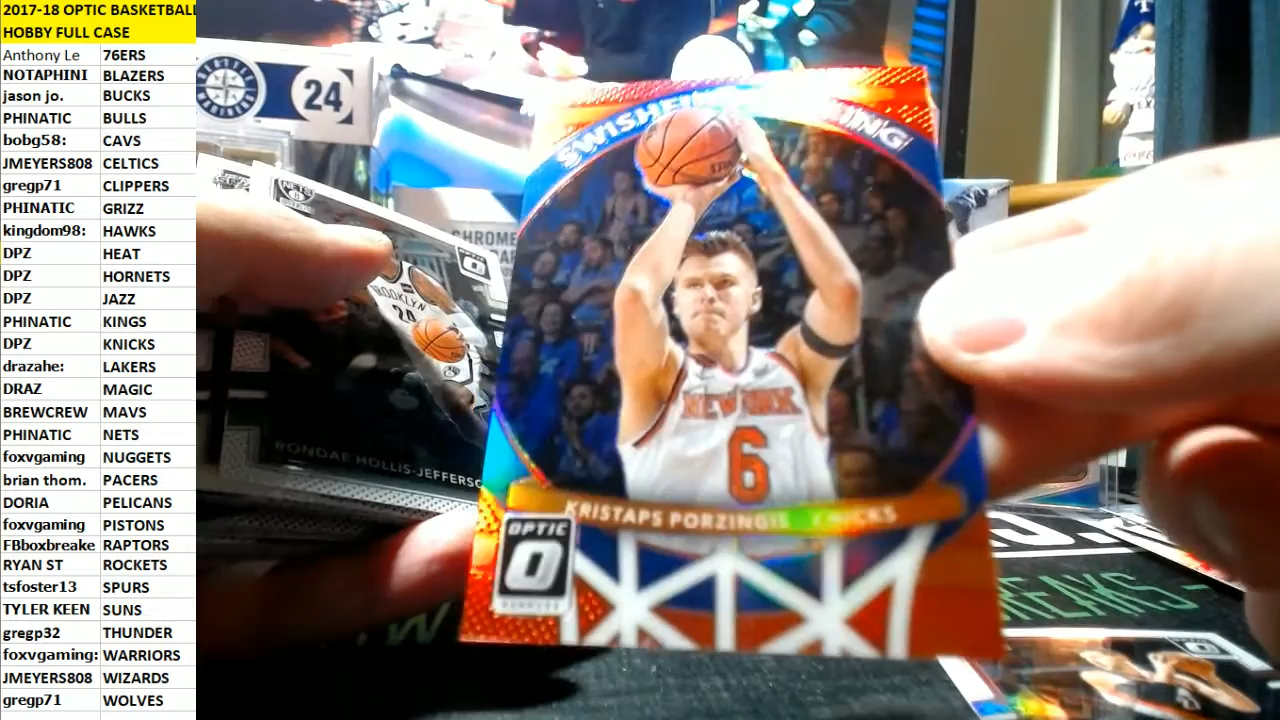 2017-18 OPTIC BASKETBALL
HOBBY FULL CASE
Anthony Le 76ERS
NOTAPHINI BLAZERS
jason jo. BUCKS
PHINATIC BULLS
bobg58: CAVS
JMEYERS808 CELTICS
gregp71 CLIPPERS
PHINATIC GRIZZ
kingdom98: HAWKS
DPZ HEAT
DPZ HORNETS
DPZ JAZZ
PHINATIC KINGS
DPZ KNICKS
drazahe: LAKERS
DRAZ MAGIC
BREWCREW MAVS
PHINATIC NETS
foxvgaming NUGGETS
brian thom. PACERS
DORIA PELICANS
foxvgaming PISTONS
FBboxbreake RAPTORS
RYAN ST ROCKETS
tsfoster13 SPURS
TYLER KEEN SUNS
gregp32 THUNDER
foxvgaming: WARRIORS
JMEYERS808 WIZARDS
gregp71 WOLVES
24
CHROME
NETS
BROOKLYN
24
RONDAE HOLLIS-JEFFERSO
NEW YORK
6
KRISTAPS PORZINGIS
OPTIC
O
REAKS -